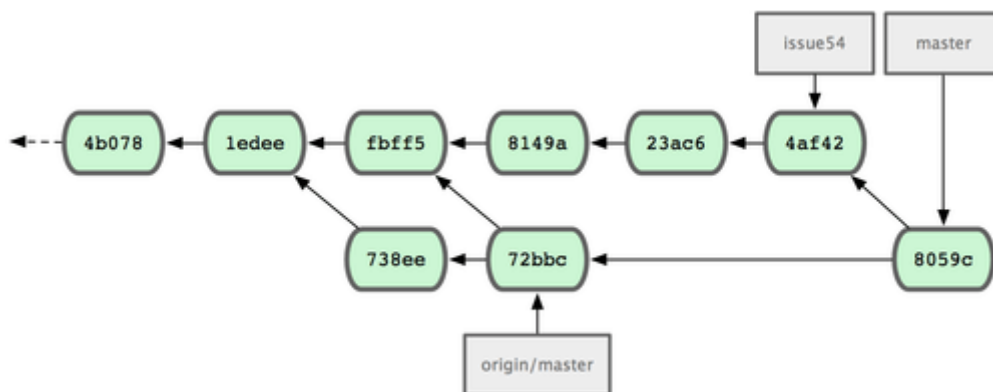 issue54 master
4b078 1edee fbff5 8149a 23ac6 4af42
738ee 72bbc 8059c
origin/master